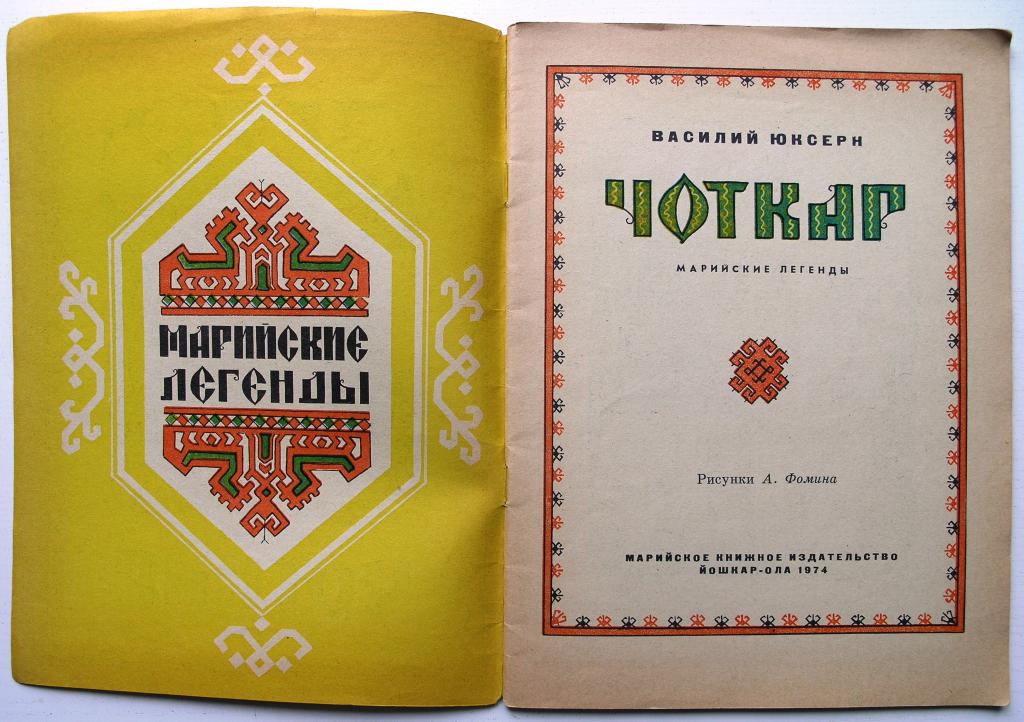 МАРИЙСКИЕ
ЛЕГЕНДЫ
ВАСИЛИЙ ЮКСЕРН
ЧОТКАР
МАРИЙСКИЕ ЛЕГЕНДЫ
Рисунки А. Фомина
МАРИЙСКОЕ КНИЖНОЕ ИЗДАТЕЛЬСТВО
ЙОШКАР-ОЛА 1974